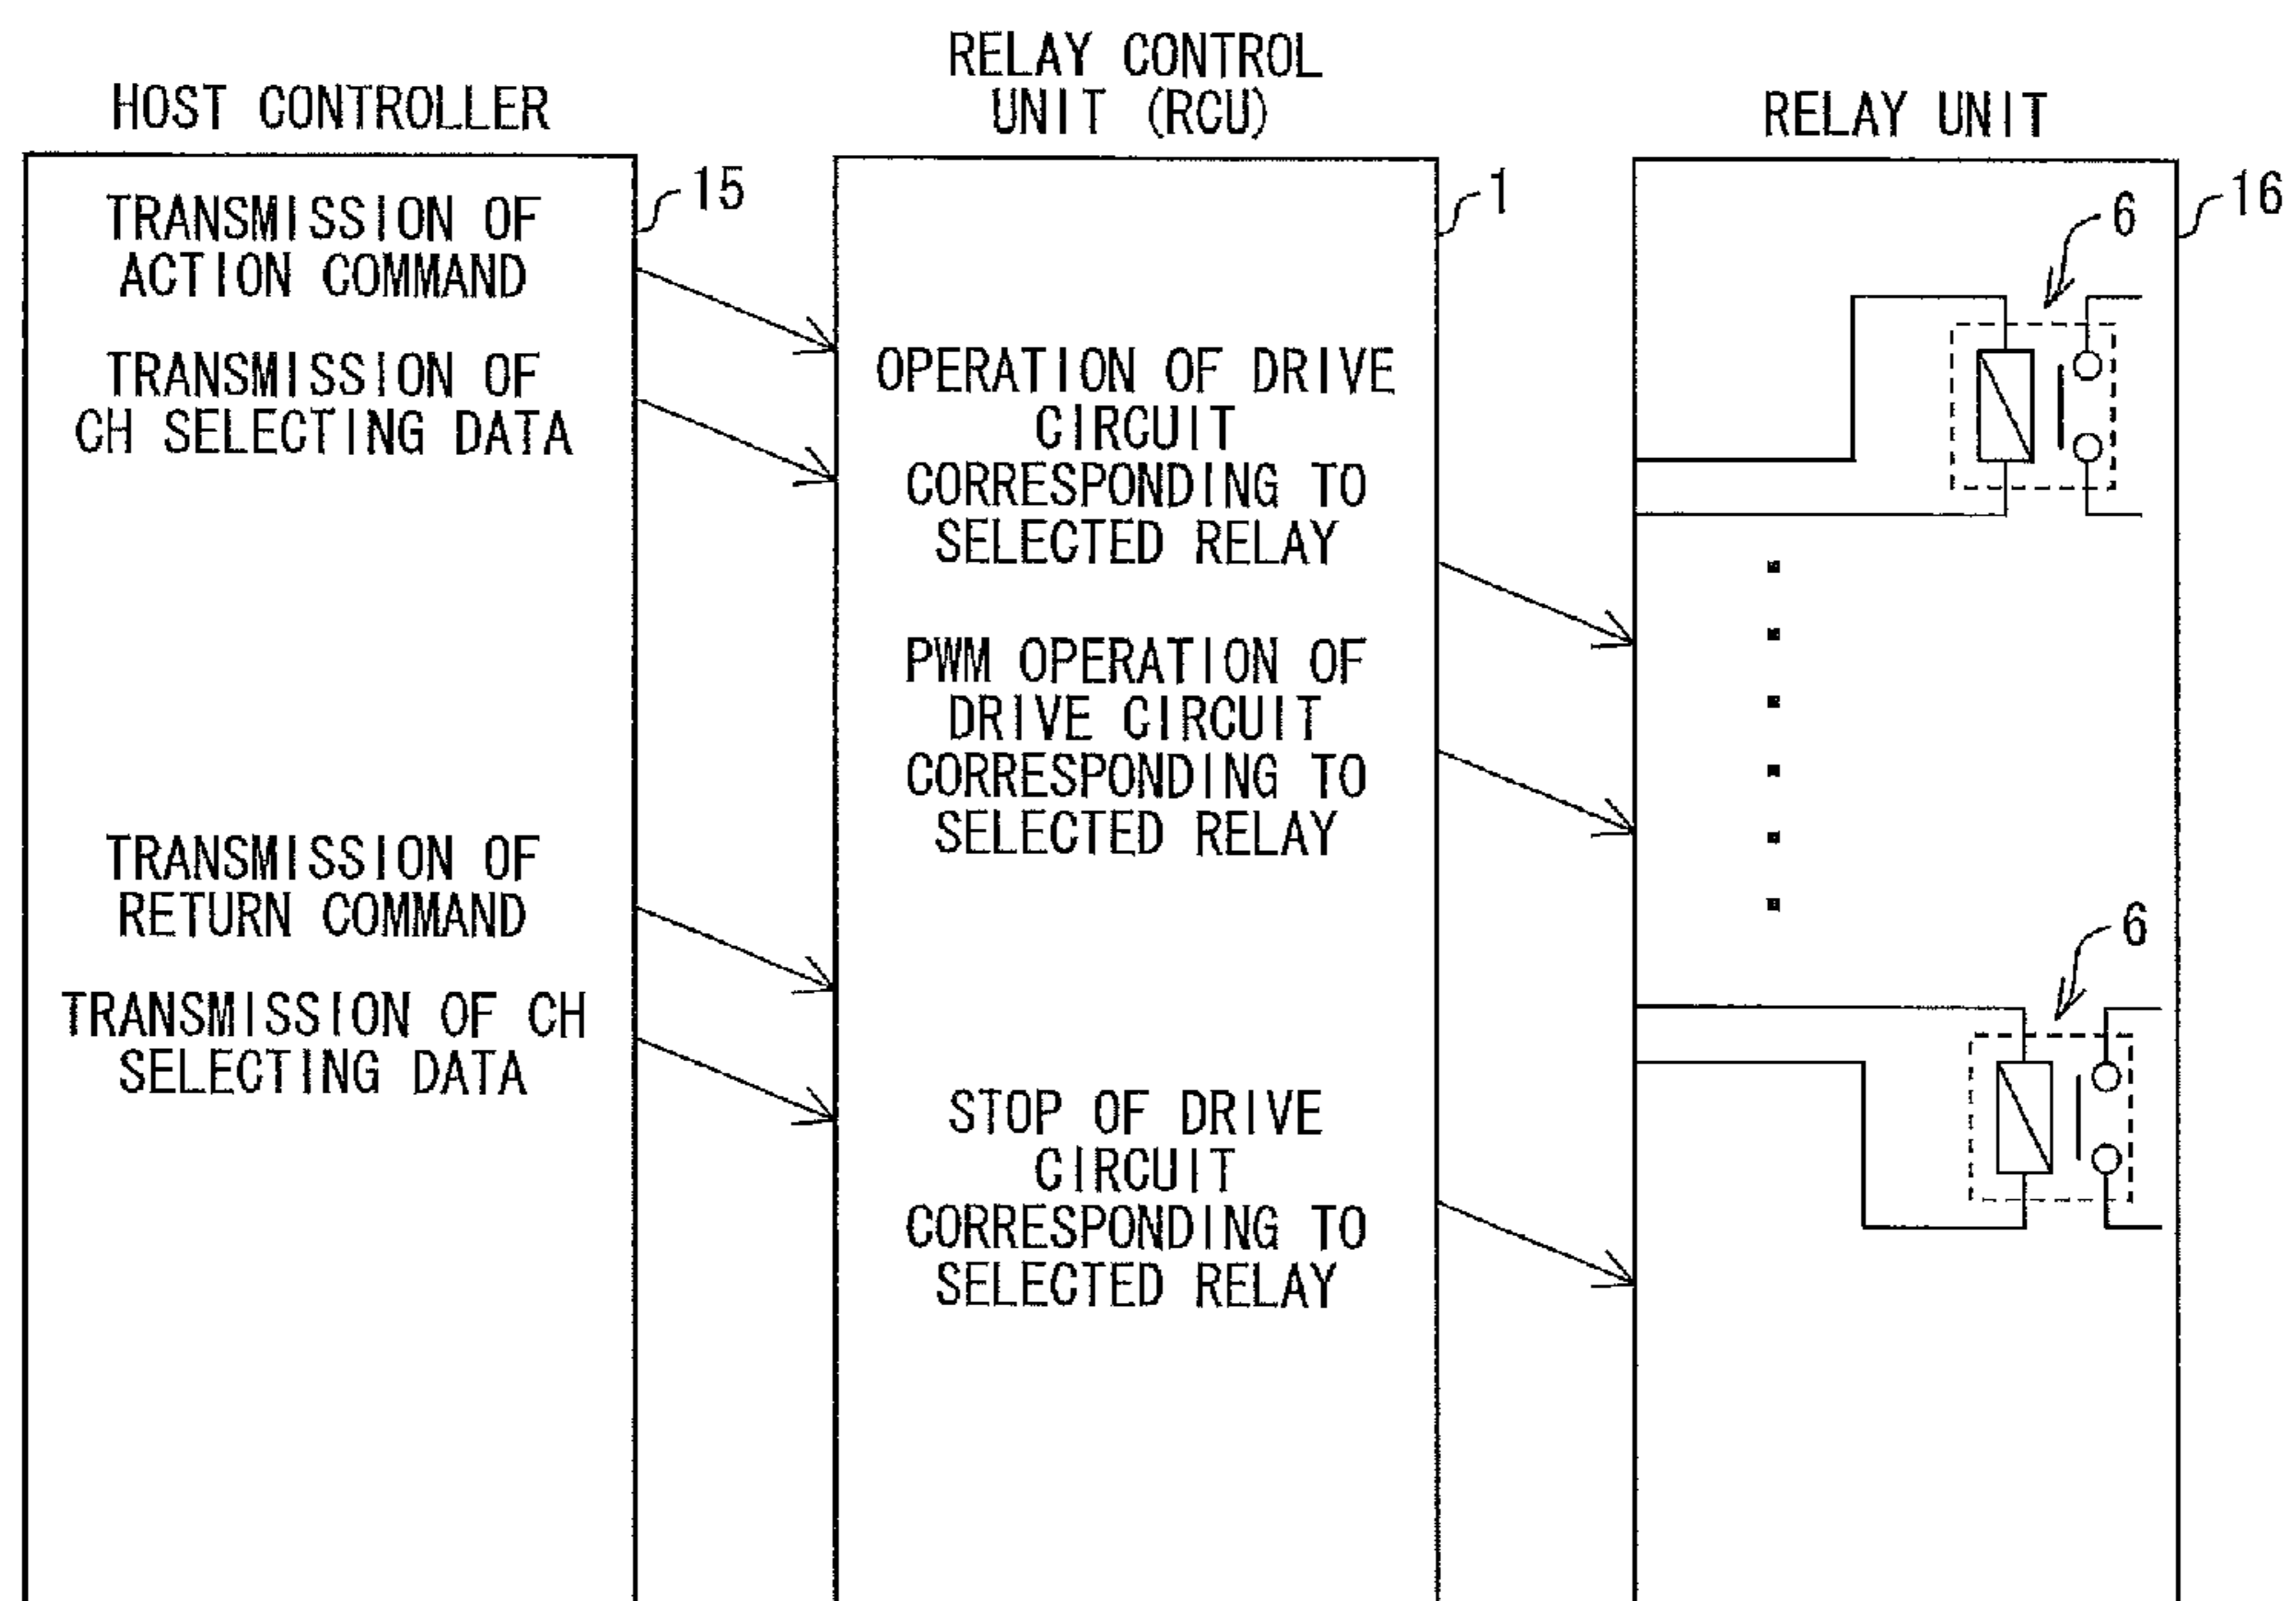 HOST CONTROLLER
RELAY CONTROL
UNIT (RCU)
RELAY UNIT
15
TRANSMISSION OF
ACTION COMMAND
TRANSMISSION OF
CH SELECTING DATA
TRANSMISSION OF
RETURN COMMAND
TRANSMISSION OF CH
SELECTING DATA
1
OPERATION OF DRIVE
CIRCUIT
CORRESPONDING TO
SELECTED RELAY
PWM OPERATION OF
DRIVE CIRCUIT
CORRESPONDING TO
SELECTED RELAY
STOP OF DRIVE
CIRCUIT
CORRESPONDING TO
SELECTED RELAY
16
6
6